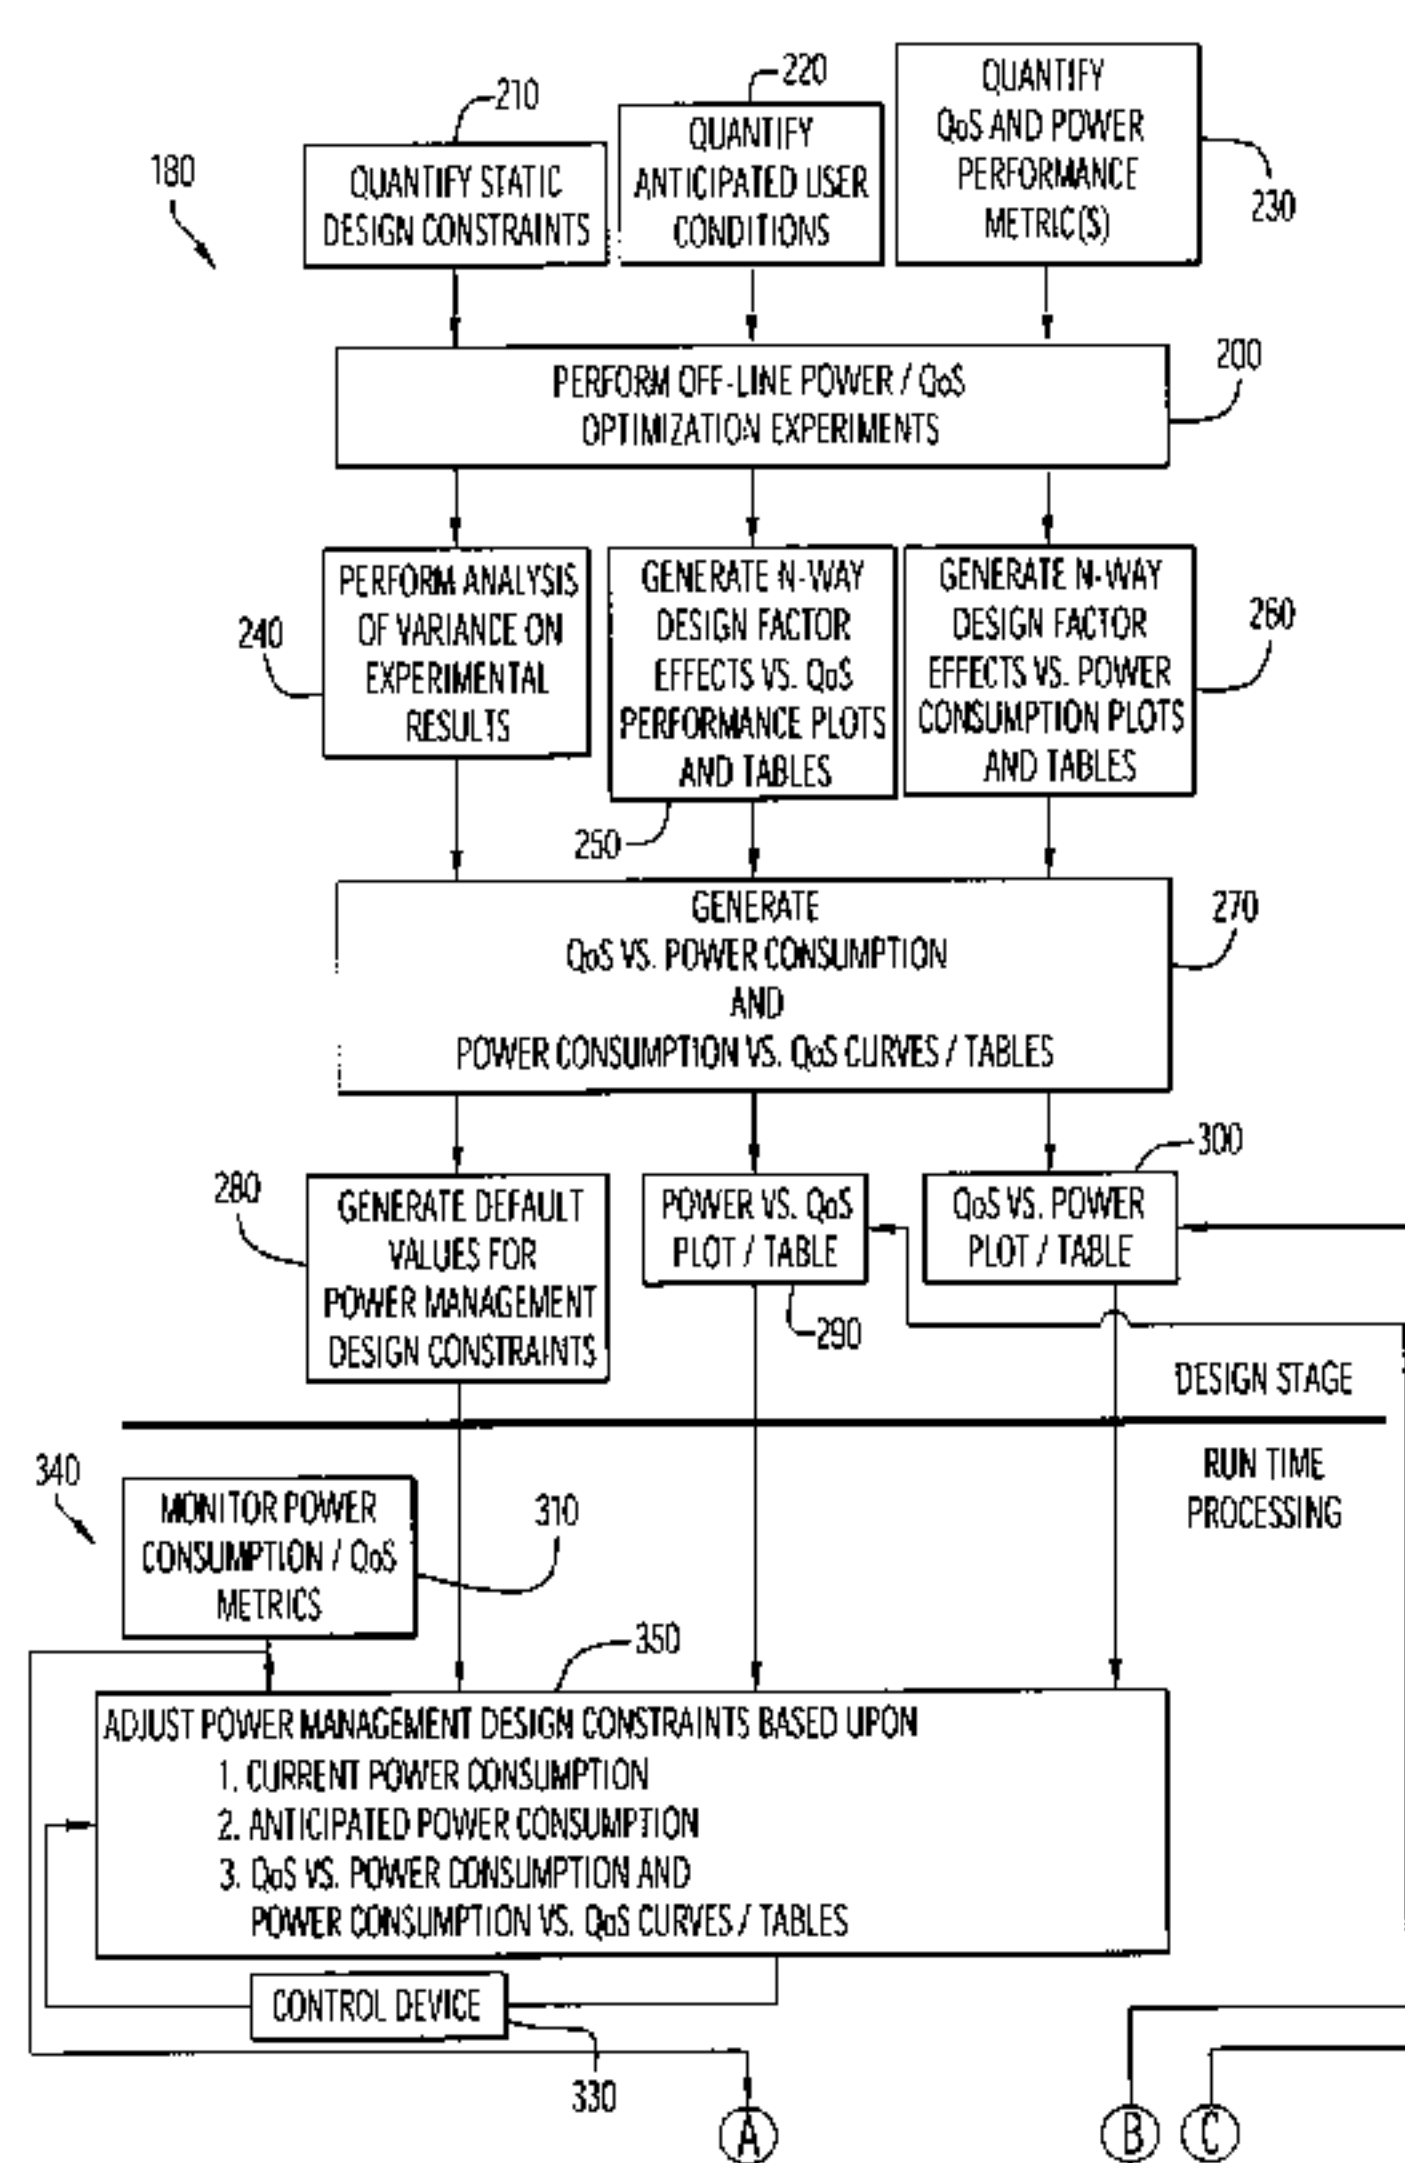 180
210
QUANTIFY STATIC
DESIGN CONSTRAINTS
220
QUANTIFY
ANTICIPATED USER
CONDITIONS
QUANTIFY
QoS AND POWER
PERFORMANCE
METRIC(S)
230
PERFORM OFF-LINE POWER / QoS
OPTIMIZATION EXPERIMENTS
200
240
PERFORM ANALYSIS
OF VARIANCE ON
EXPERIMENTAL
RESULTS
GENERATE N-WAY
DESIGN FACTOR
EFFECTS VS. QoS
PERFORMANCE PLOTS
AND TABLES
250
GENERATE N-WAY
DESIGN FACTOR
EFFECTS VS. POWER
CONSUMPTION PLOTS
AND TABLES
260
GENERATE
QoS VS. POWER CONSUMPTION
AND
POWER CONSUMPTION VS. QoS CURVES / TABLES
270
280
GENERATE DEFAULT
VALUES FOR
POWER MANAGEMENT
DESIGN CONSTRAINTS
POWER VS. QoS
PLOT / TABLE
290
300
QoS VS. POWER
PLOT / TABLE
DESIGN STAGE
RUN TIME
PROCESSING
340
MONITOR POWER
CONSUMPTION / QoS
METRICS
310
350
ADJUST POWER MANAGEMENT DESIGN CONSTRAINTS BASED UPON
1. CURRENT POWER CONSUMPTION
2. ANTICIPATED POWER CONSUMPTION
3. QoS VS. POWER CONSUMPTION AND
POWER CONSUMPTION VS. QoS CURVES / TABLES
CONTROL DEVICE
330
A
B
C